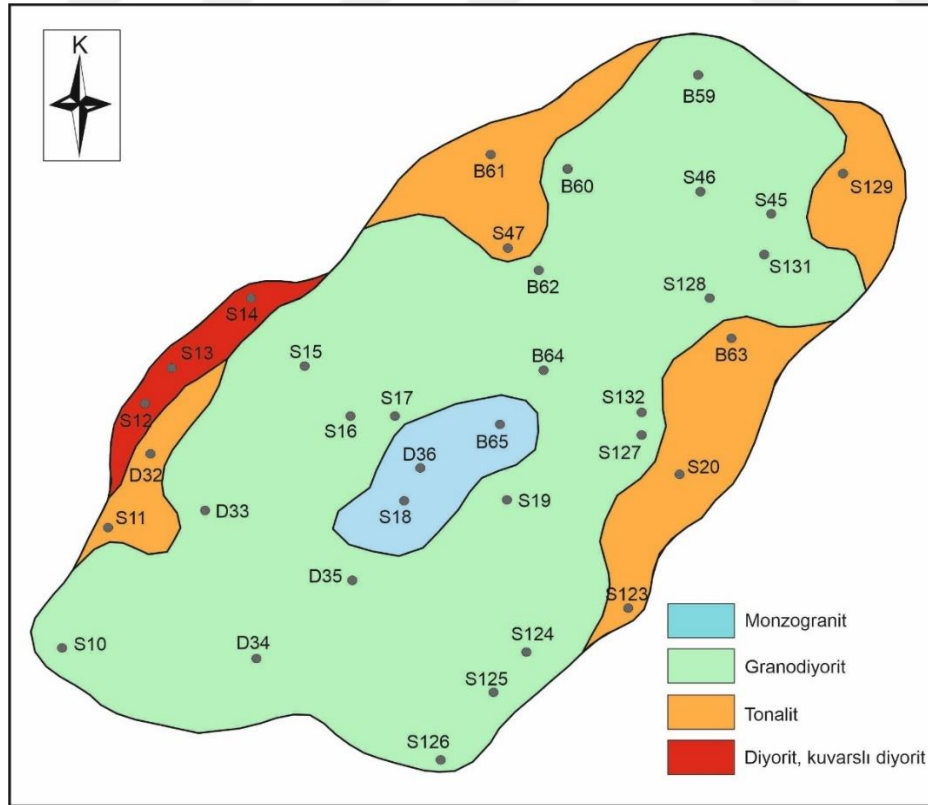 K
B59
B61
B60
S46
S129
S45
S47
S131
B62
S128
S14
B63
S13
S15
B64
S12
S17
S132
S16
B65
S127
D32
D36
S20
S18
S19
S11
D33
D35
S123
S10
S124
D34
S125
S126
Monzogranit
Granodiyorit
Tonalit
Diyorit, kuvarslı diyorit